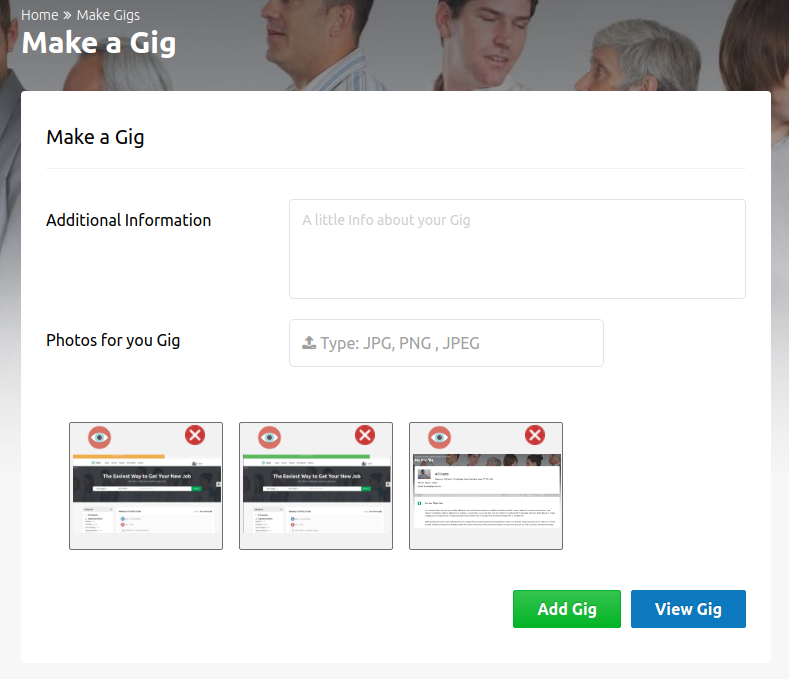 Home » Make Gigs
Make a Gig
Make a Gig
Additional Information
A little Info about your Gig
Photos for you Gig
Type: JPG, PNG , JPEG
The Easiest Way to Get Your New Job
The Easiest Way to Get Your New Job
My Profile
Add Gig
View Gig